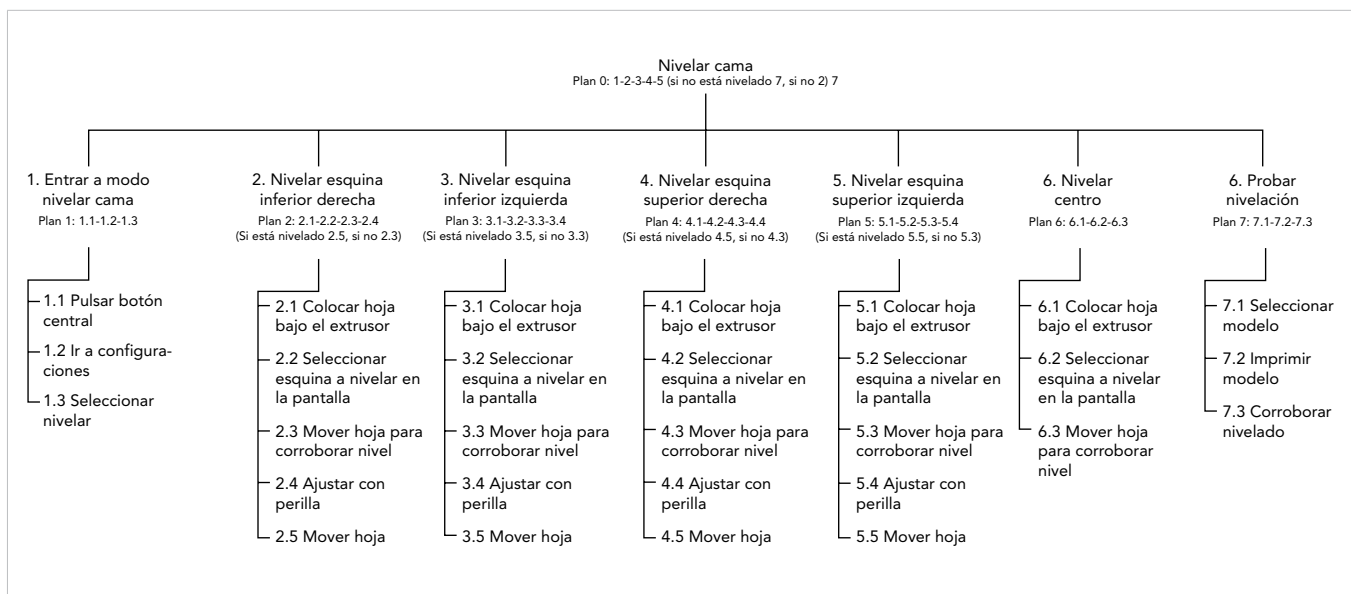 Nivelar cama
Plan 0: 1-2-3-4-5 (si no está nivelado 7, si no 2) 7
1. Entrar a modo
nivelar cama
Plan 1: 1.1-1.2-1.3
1.1 Pulsar botón
central
1.2 Ir a configura-
ciones
1.3 Seleccionar
nivelar
2. Nivelar esquina
inferior derecha
Plan 2: 2.1-2.2-2.3-2.4
(Si está nivelado 2.5, si no 2.3)
2.1 Colocar hoja
bajo el extrusor
2.2 Seleccionar
esquina a nivelar en
la pantalla
2.3 Mover hoja para
corroborar nivel
2.4 Ajustar con
perilla
2.5 Mover hoja
3. Nivelar esquina
inferior izquierda
Plan 3: 3.1-3.2-3.3-3.4
(Si está nivelado 3.5, si no 3.3)
3.1 Colocar hoja
bajo el extrusor
3.2 Seleccionar
esquina a nivelar en
la pantalla
3.3 Mover hoja para
corroborar nivel
3.4 Ajustar con
perilla
3.5 Mover hoja
4. Nivelar esquina
superior derecha
Plan 4: 4.1-4.2-4.3-4.4
(Si está nivelado 4.5, si no 4.3)
4.1 Colocar hoja
bajo el extrusor
4.2 Seleccionar
esquina a nivelar en
la pantalla
4.3 Mover hoja para
corroborar nivel
4.4 Ajustar con
perilla
4.5 Mover hoja
5. Nivelar esquina
superior izquierda
Plan 5: 5.1-5.2-5.3-5.4
(Si está nivelado 5.5, si no 5.3)
5.1 Colocar hoja
bajo el extrusor
5.2 Seleccionar
esquina a nivelar en
la pantalla
5.3 Mover hoja para
corroborar nivel
5.4 Ajustar con
perilla
5.5 Mover hoja
6. Nivelar
centro
Plan 6: 6.1-6.2-6.3
6.1 Colocar hoja
bajo el extrusor
6.2 Seleccionar
esquina a nivelar
en la pantalla
6.3 Mover hoja
para corroborar
nivel
6. Probar
nivelación
Plan 7: 7.1-7.2-7.3
7.1 Seleccionar
modelo
7.2 Imprimir
modelo
7.3 Corroborar
nivelado